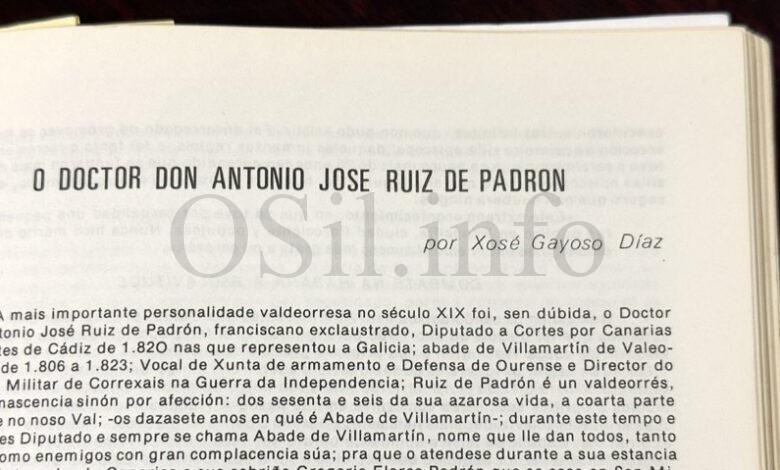 O DOCTOR DON ANTONIO JOSE RUIZ DE PADRON
por Xosé Gayoso Díaz
OSil.info
A mais importante personalidade valdeorresa no século XIX foi, sen dúbida, o Doctor
tonio José Ruiz de Padrón, franciscano exclaustrado, Diputado a Cortes por Canarias
tes de Cádiz de 1.820 nas que representou a Galicia; abade de Villamartín de Valeo-
de 1.806 a 1.823; Vocal de Xunta de armamento e Defensa de Ourense e Director do
Militar de Correxais na Guerra da Independencia; Ruiz de Padrón é un valdeorrés,
nascencia sinón por afección: dos sesenta e seis da sua azarosa vida, a coarta parte
e no noso Val; -os dazasete anos en qué é Abade de Villamartín-; durante este tempo e
es Diputado e sempre se chama Abade de Villamartín, nome que lle dan todos, tanto
omo enemigos con gran complacencia súa; pra que o atendese durante a sua estancia